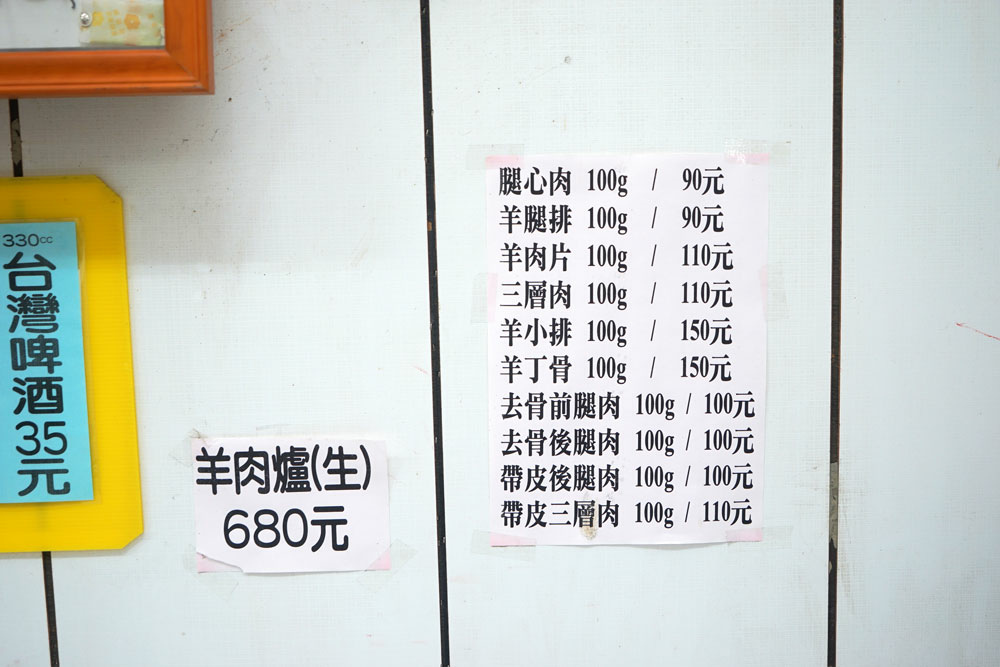 330cc
台灣啤酒35元
羊肉爐(生)
680元
腿心肉 100g / 90元
羊腿排 100g / 90元
羊肉片 100g / 110元
三層肉 100g / 110元
羊小排 100g / 150元
羊丁骨 100g / 150元
去骨前腿肉 100g / 100元
去骨後腿肉 100g / 100元
帶皮後腿肉 100g / 100元
帶皮三層肉 100g / 110元